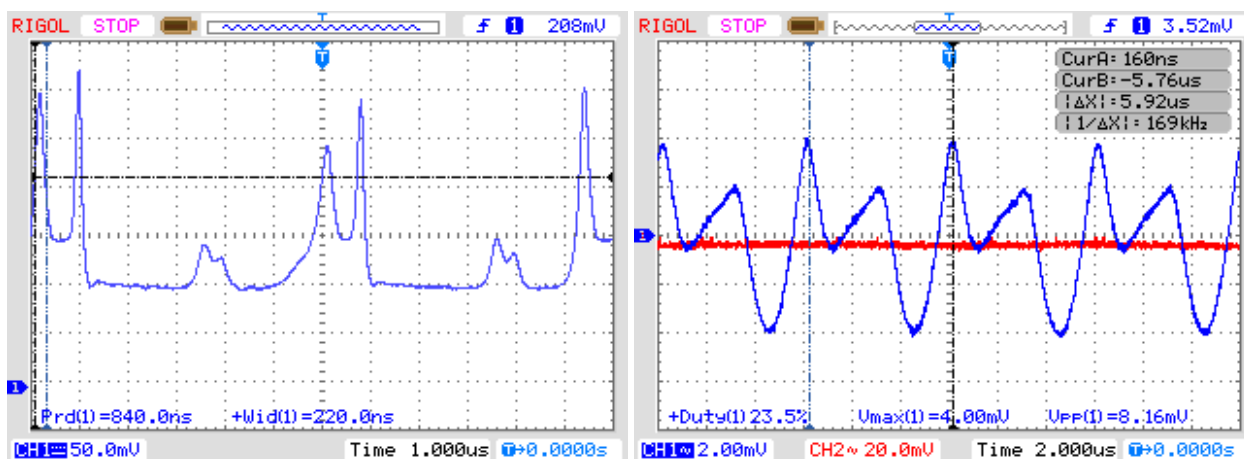 RIGOL STOP T f 1 208mV
T
1
Prd(1)=840.0ns +Wid(1)=220.0ns
CH1 50.0mV Time 1.000us T→0.0000s
RIGOL STOP T f 1 3.52mV
T
CurA: 160ns
CurB: -5.76us
|ΔX|: 5.92us
|1/ΔX|: 169kHz
1
+Duty(1) 23.5% Vmax(1)=4.00mV Vpp(1)=8.16mV
CH1~ 2.00mV CH2~ 20.0mV Time 2.000us T→0.0000s